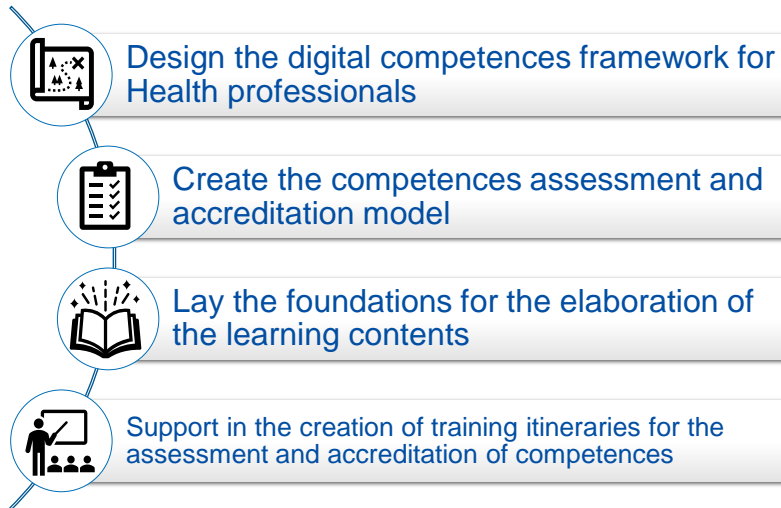 Design the digital competences framework for
Health professionals
Create the competences assessment and
accreditation model
Lay the foundations for the elaboration of
the learning contents
Support in the creation of training itineraries for the
assessment and accreditation of competences